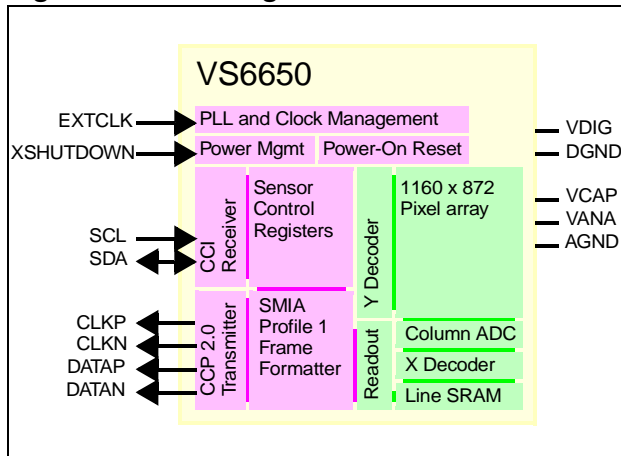 VS6650
EXTCLK
PLL and Clock Management
VDIG
XSHUTDOWN
Power Mgmt
Power-On Reset
DGND
CCI
Receiver
Sensor
Control
Registers
Y Decoder
1160 x 872
Pixel array
VCAP
VANA
AGND
SCL
SDA
CLKP
CLKN
DATAP
DATAN
CCP 2.0
Transmitter
SMIA
Profile 1
Frame
Formatter
Readout
Column ADC
X Decoder
Line SRAM